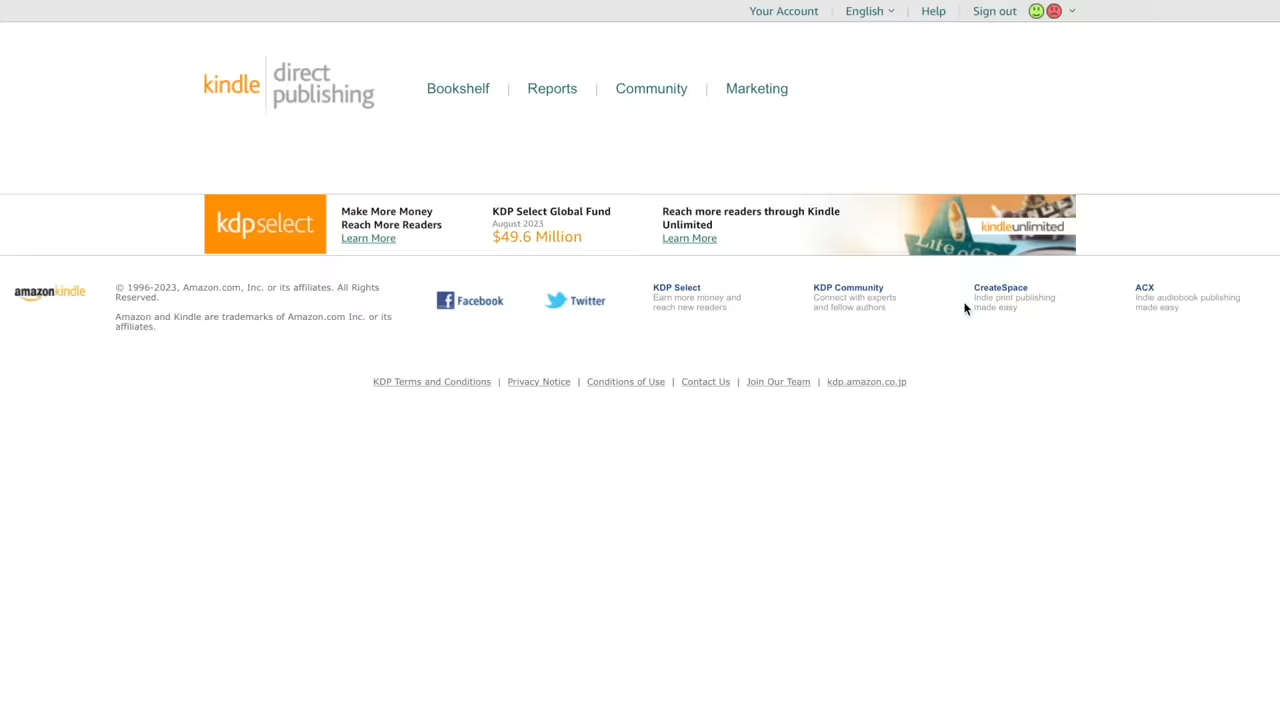 Your Account | English | Help | Sign out
kindle direct publishing
Bookshelf | Reports | Community | Marketing
kdpselect
Make More Money
Reach More Readers
Learn More
KDP Select Global Fund
August 2023
$49.6 Million
Reach more readers through Kindle
Unlimited
Learn More
Life of
kindleunlimited
amazonkindle
© 1996-2023, Amazon.com, Inc. or its affiliates. All Rights
Reserved.
Amazon and Kindle are trademarks of Amazon.com Inc. or its
affiliates.
Facebook
Twitter
KDP Select
Earn more money and
reach new readers
KDP Community
Connect with experts
and fellow authors
CreateSpace
Indie print publishing
made easy
ACX
Indie audiobook publishing
made easy
KDP Terms and Conditions | Privacy Notice | Conditions of Use | Contact Us | Join Our Team | kdp.amazon.co.jp